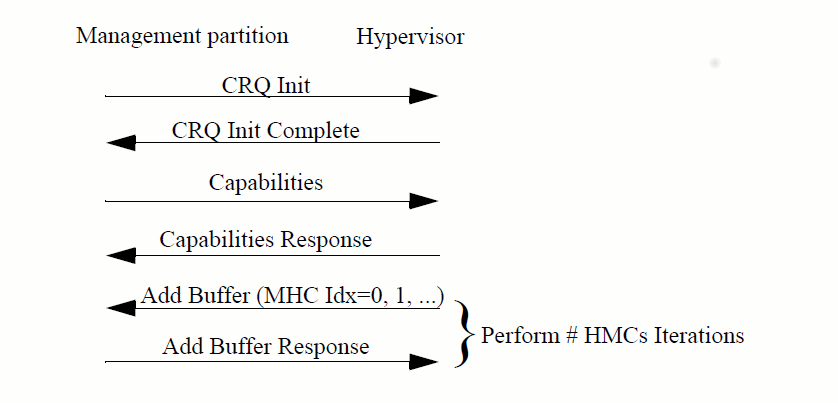 Management partition Hypervisor
CRQ Init
CRQ Init Complete
Capabilities
Capabilities Response
Add Buffer (MHC Idx=0, 1, ...)
Perform # HMCs Iterations
Add Buffer Response